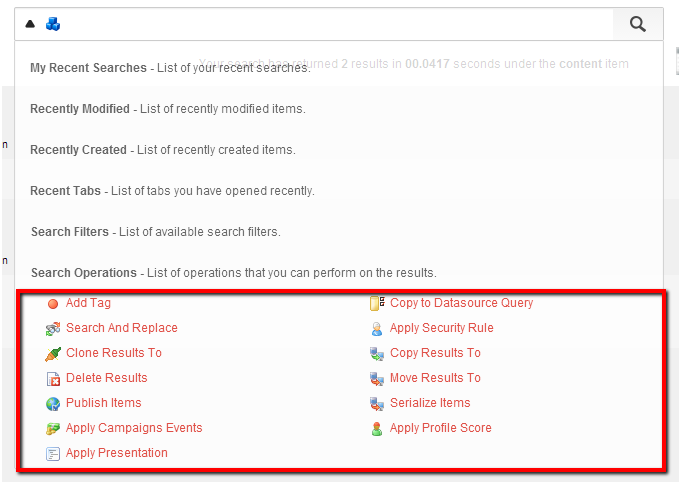 Your search has returned 2 results in 00.0417 seconds under the content item
My Recent Searches - List of your recent searches.
Recently Modified - List of recently modified items.
n
Recently Created - List of recently created items.
Recent Tabs - List of tabs you have opened recently.
Search Filters - List of available search filters.
n
Search Operations - List of operations that you can perform on the results.
Add Tag
Copy to Datasource Query
Search And Replace
Apply Security Rule
Clone Results To
Copy Results To
Delete Results
Move Results To
Publish Items
Serialize Items
Apply Campaigns Events
Apply Profile Score
Apply Presentation